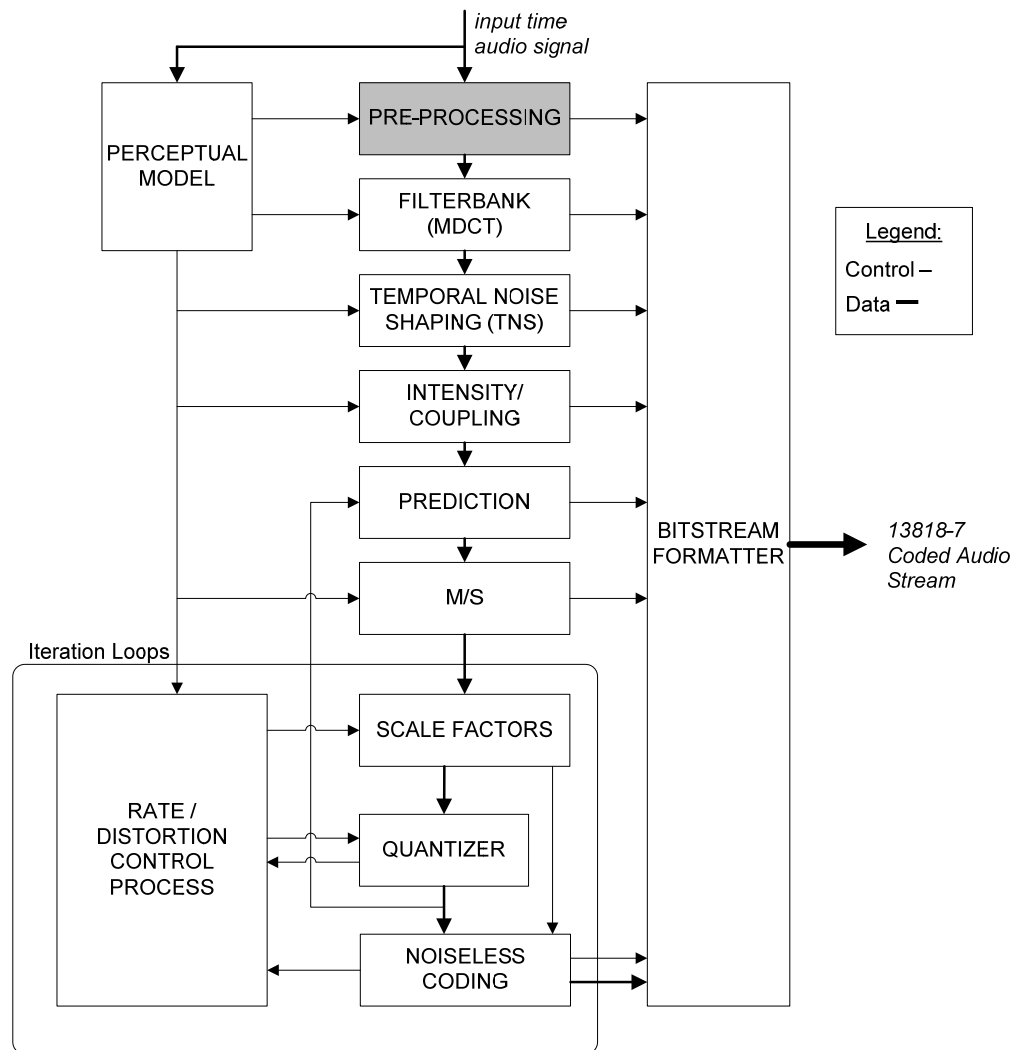 input time
audio signal
PRE-PROCESSING
PERCEPTUAL
MODEL
FILTERBANK
(MDCT)
Legend:
Control –
Data —
TEMPORAL NOISE
SHAPING (TNS)
INTENSITY/
COUPLING
PREDICTION
BITSTREAM
FORMATTER
13818-7
Coded Audio
Stream
M/S
Iteration Loops
SCALE FACTORS
RATE /
DISTORTION
CONTROL
PROCESS
QUANTIZER
NOISELESS
CODING